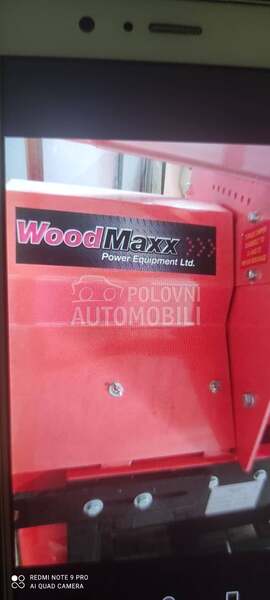 WoodMaxx
Power Equipment Ltd.
POLOVNI
AUTOMOBILI
REDMI NOTE 9 PRO
AI QUAD CAMERA